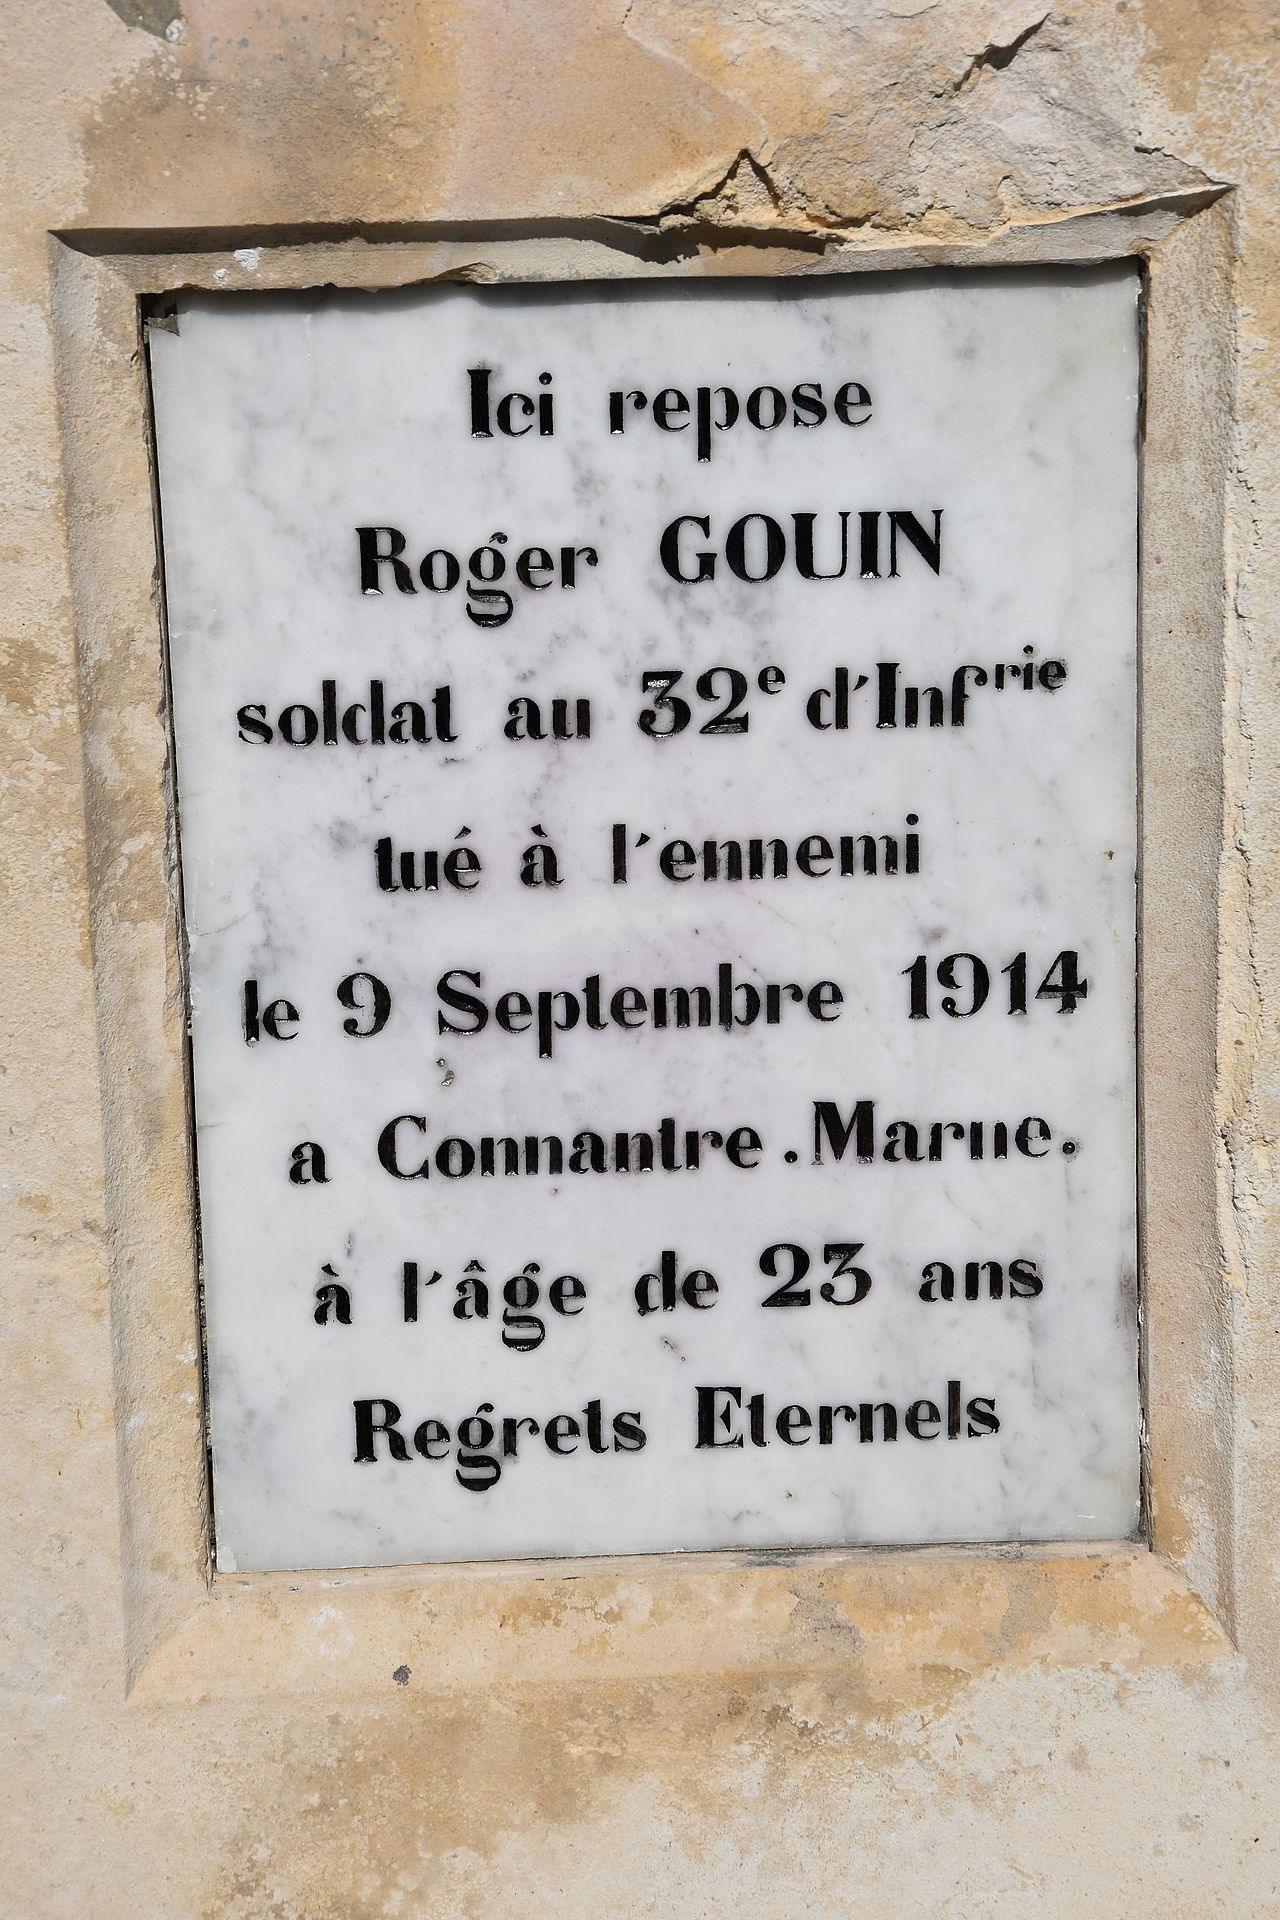 Ici repose
Roger GOUIN
soldat au 32e d'Infrie
tué à l'ennemi
le 9 Septembre 1914
a Connantre.Marne.
à l'âge de 23 ans
Regrets Eternels